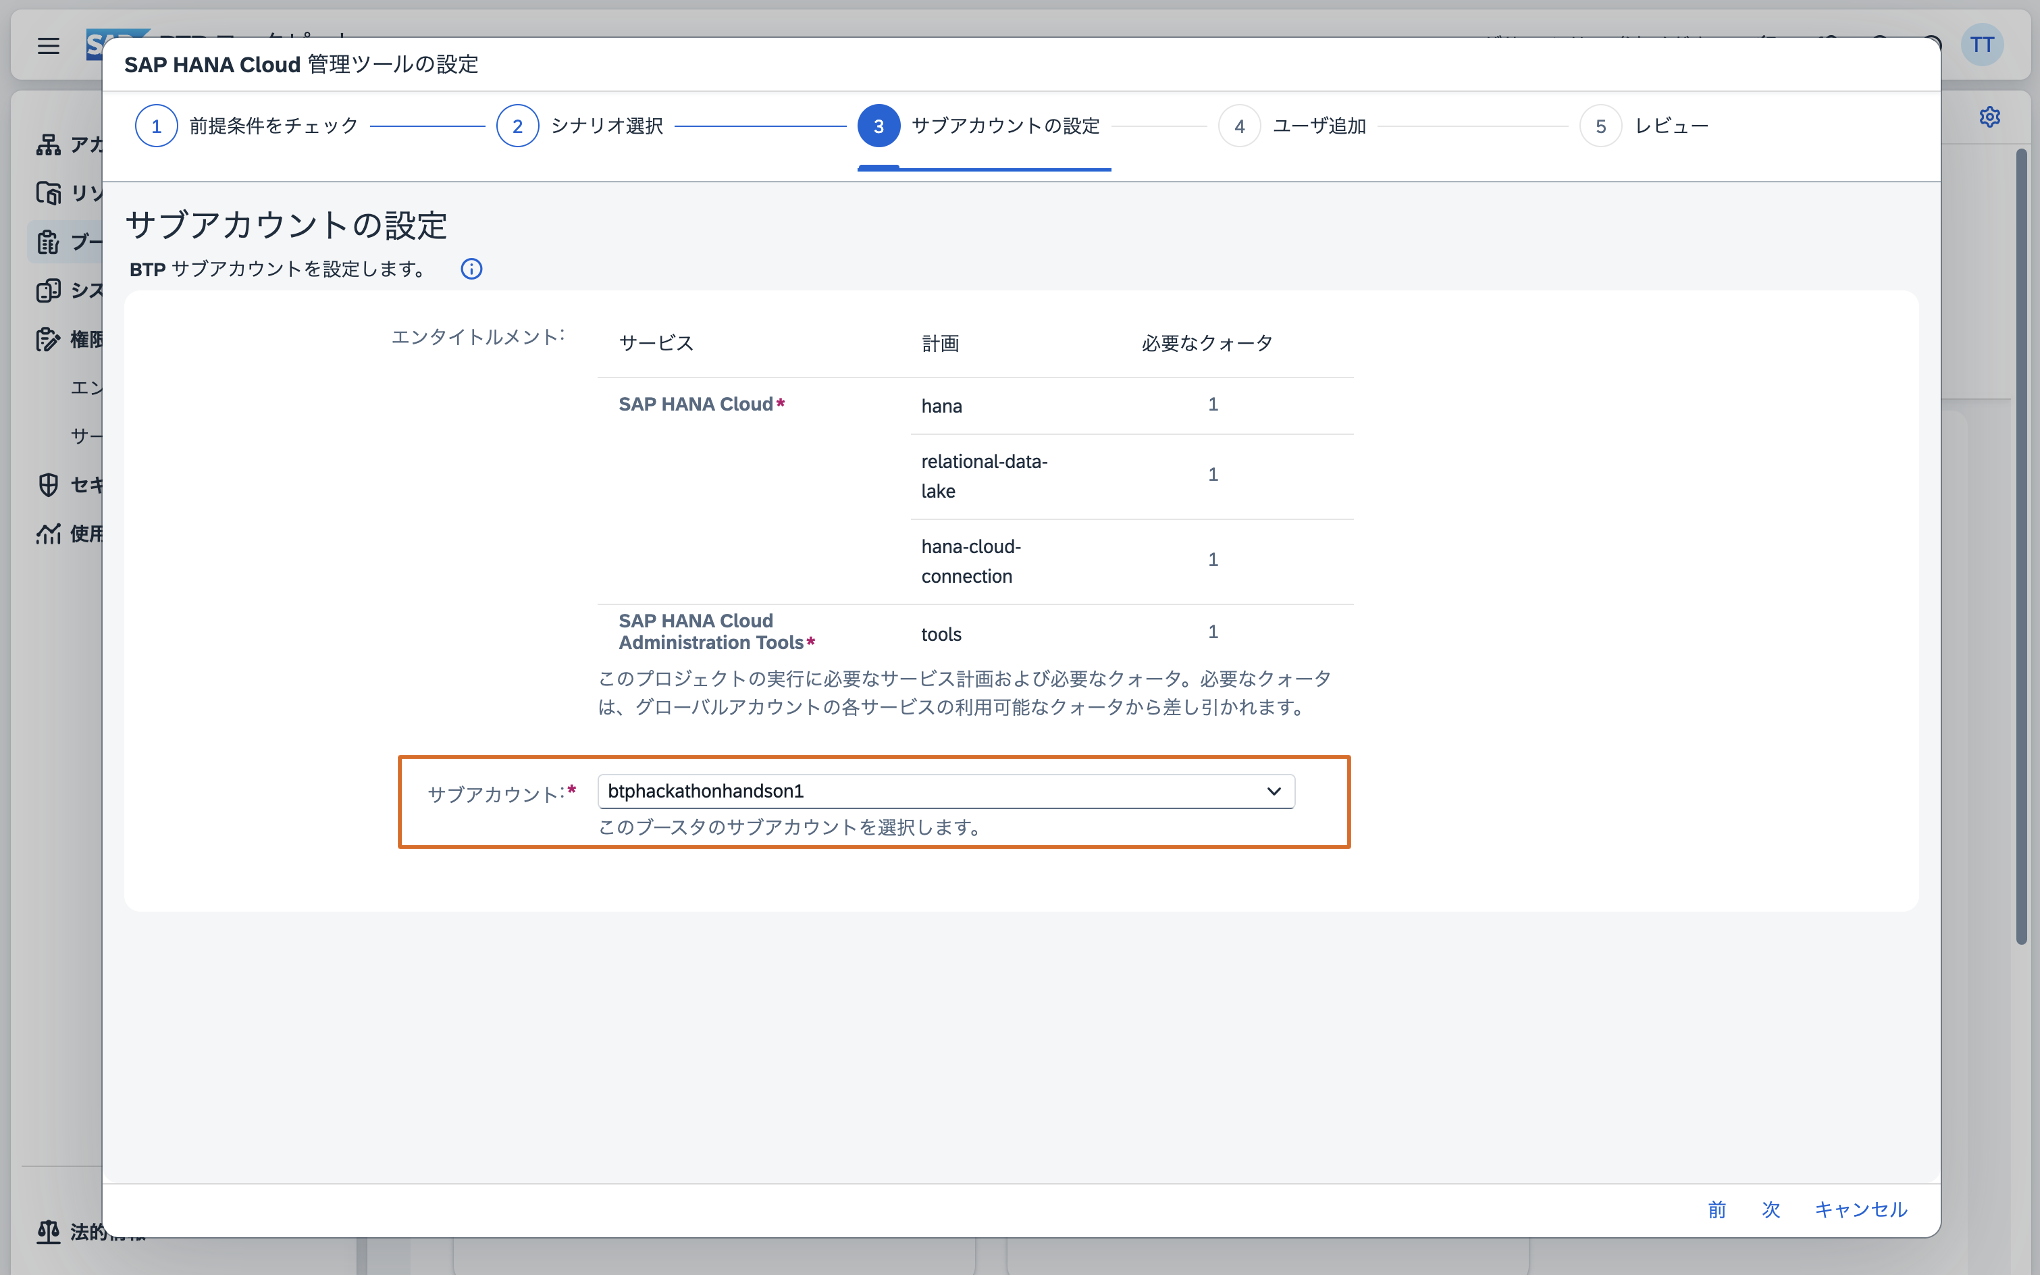 TT
SAP HANA Cloud 管理ツールの設定
1 前提条件をチェック 2 シナリオ選択 3 サブアカウントの設定 4 ユーザ追加 5 レビュー
アカ
リソ
ブー
シス
権限
エン
サー
セキ
使用
サブアカウントの設定
BTP サブアカウントを設定します。
エンタイトルメント:
サービス 計画 必要なクォータ
SAP HANA Cloud* hana 1
relational-data-
lake 1
hana-cloud-
connection 1
SAP HANA Cloud
Administration Tools* tools 1
このプロジェクトの実行に必要なサービス計画および必要なクォータ。必要なクォータ
は、グローバルアカウントの各サービスの利用可能なクォータから差し引かれます。
サブアカウント:* btphackathonhandson1
このブースタのサブアカウントを選択します。
前 次 キャンセル
法的情報